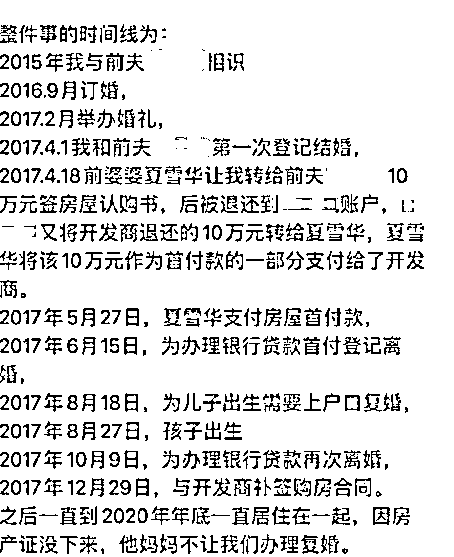 整件事的时间线为：
2015年我与前夫 相识
2016.9月订婚，
2017.2月举办婚礼，
2017.4.1我和前夫 第一次登记结婚，
2017.4.18前婆婆夏雪华让我转给前夫 10
万元签房屋认购书，后被退还到 账户，
又将开发商退还的10万元转给夏雪华，夏雪
华将该10万元作为首付款的一部分支付给了开发
商。
2017年5月27日，夏雪华支付房屋首付款，
2017年6月15日，为办理银行贷款首付登记离
婚，
2017年8月18日，为儿子出生需要上户口复婚，
2017年8月27日，孩子出生
2017年10月9日，为办理银行贷款再次离婚，
2017年12月29日，与开发商补签购房合同。
之后一直到2020年年底一直居住在一起，因房
产证没下来，他妈妈不让我们办理复婚。